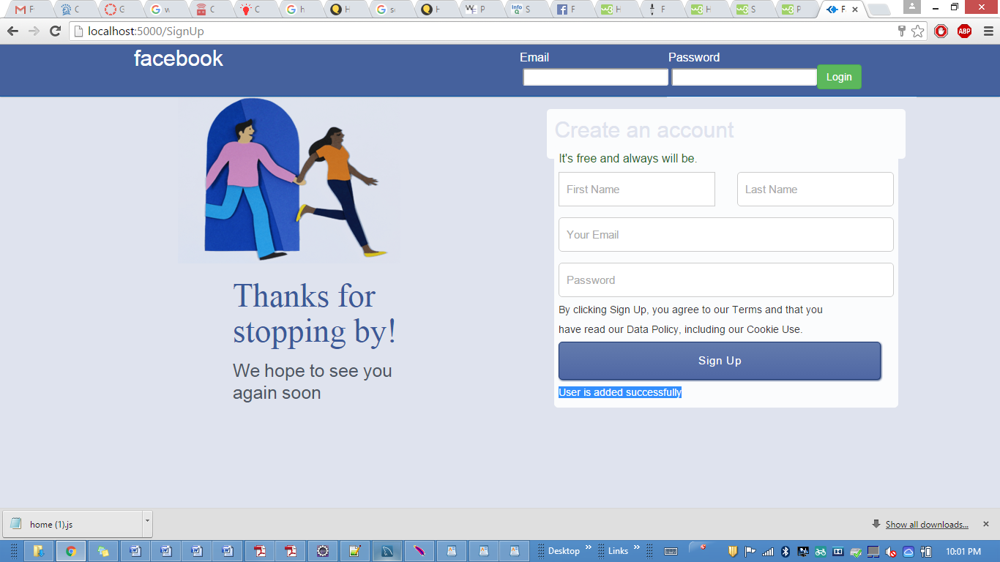 F C G w C C h H s H W P Info Q S F H F H S P F
localhost:5000/SignUp
ABP
facebook
Email
Password
Login
Create an account
It's free and always will be.
First Name
Last Name
Your Email
Password
By clicking Sign Up, you agree to our Terms and that you
have read our Data Policy, including our Cookie Use.
Sign Up
User is added successfully
Thanks for
stopping by!
We hope to see you
again soon
home (1).js
Show all downloads...
Desktop
Links
10:01 PM